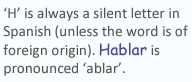 ‘H’ is always a silent letter in
Spanish (unless the word is of
foreign origin). Hablar is
pronounced ‘ablar’.